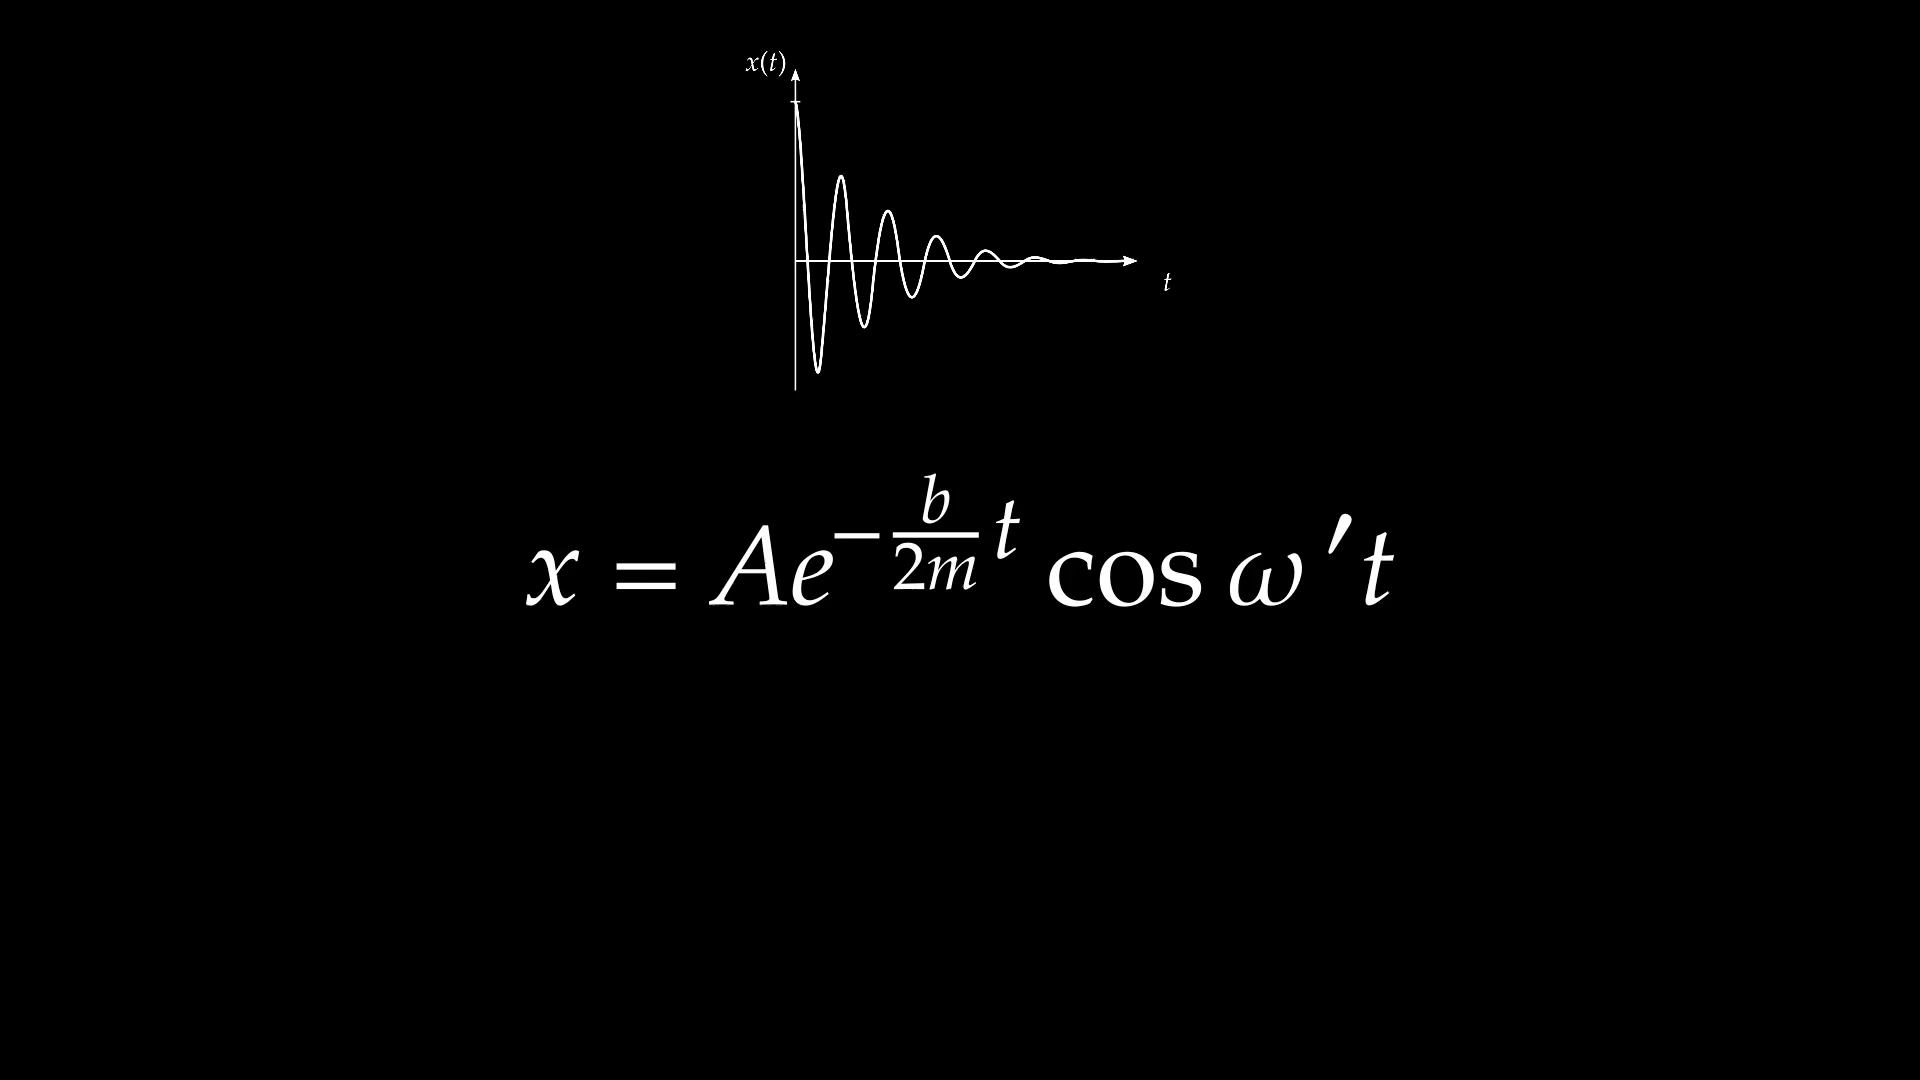 x(t)
t
x = Ae^{-\frac{b}{2m}t} cos ω′t